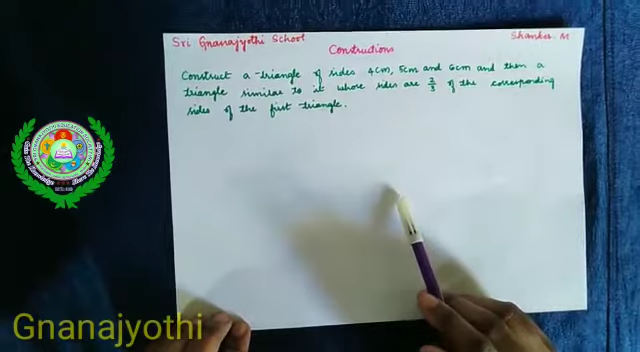 Sri Gnanajyothi School
Shankar. M
Constructions
Construct a triangle of sides 4cm, 5cm and 6cm and then a
triangle similar to it whose sides are 2/3 of the corresponding
sides of the first triangle.
Gnanajyothi